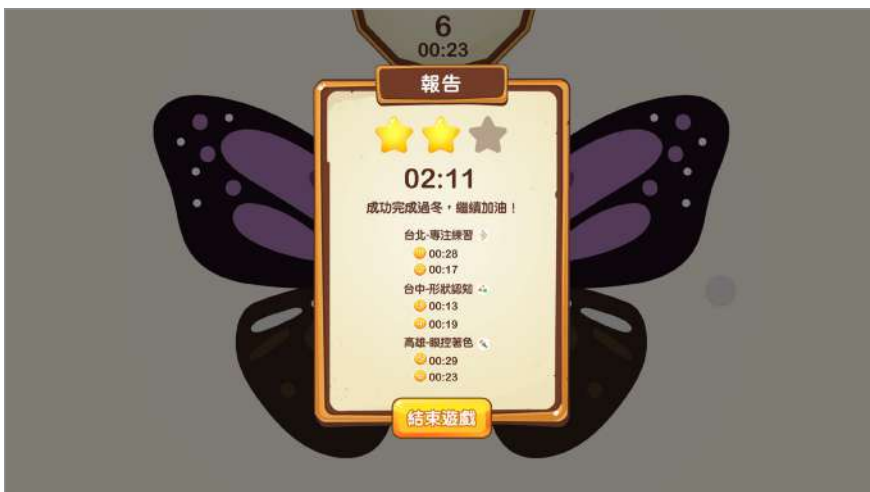 6
00:23
報告
02:11
成功完成過冬，繼續加油！
台北-專注練習
00:28
00:17
台中-形狀認知
00:13
00:19
高雄-眼控著色
00:29
00:23
結束遊戲